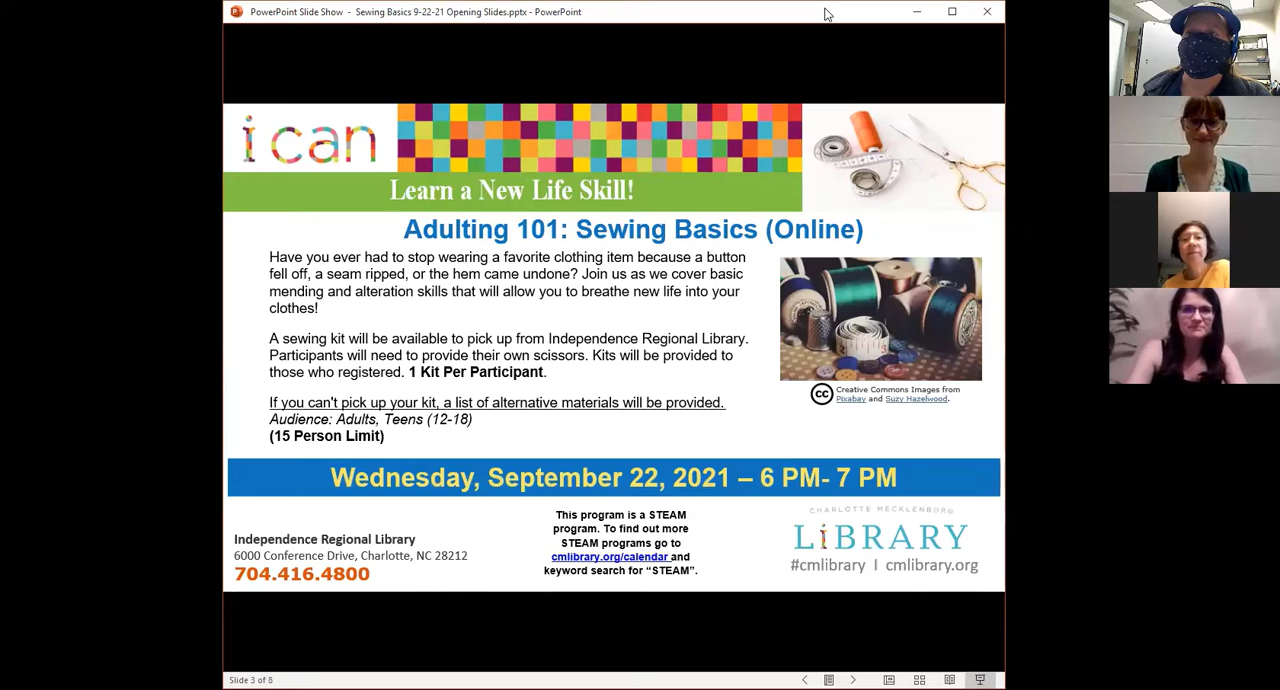 PowerPoint Slide Show - Sewing Basics 9-22-21 Opening Slides.pptx - PowerPoint
i can
Learn a New Life Skill!
Adulting 101: Sewing Basics (Online)
Have you ever had to stop wearing a favorite clothing item because a button
fell off, a seam ripped, or the hem came undone? Join us as we cover basic
mending and alteration skills that will allow you to breathe new life into your
clothes!
A sewing kit will be available to pick up from Independence Regional Library.
Participants will need to provide their own scissors. Kits will be provided to
those who registered. 1 Kit Per Participant.
If you can't pick up your kit, a list of alternative materials will be provided.
Audience: Adults, Teens (12-18)
(15 Person Limit)
cc
Creative Commons Images from
Pixabay and Suzy Hazelwood.
Wednesday, September 22, 2021 – 6 PM- 7 PM
Independence Regional Library
6000 Conference Drive, Charlotte, NC 28212
704.416.4800
This program is a STEAM
program. To find out more
STEAM programs go to
cmlibrary.org/calendar and
keyword search for “STEAM”.
CHARLOTTE MECKLENBURG
LiBRARY
#cmlibrary I cmlibrary.org
Slide 3 of 8